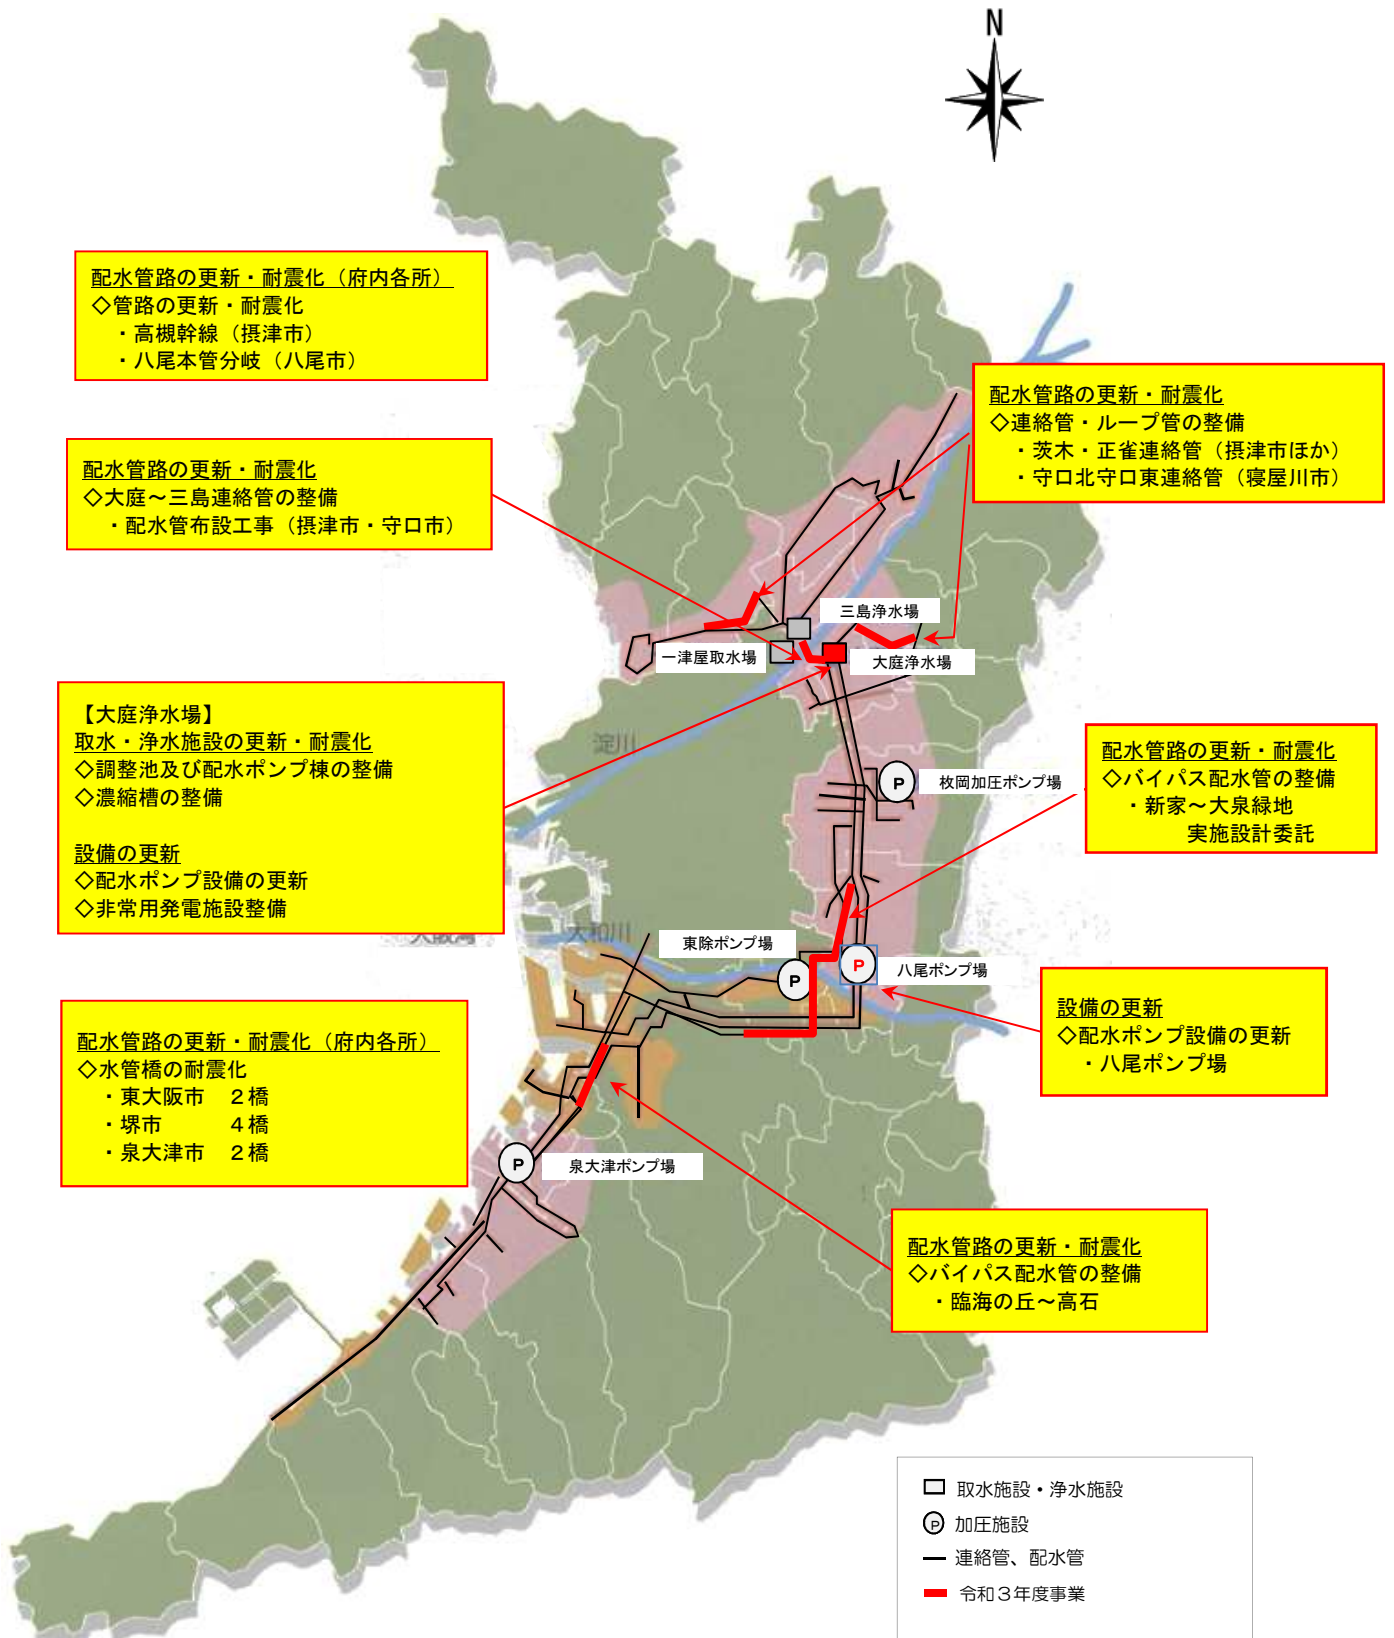 N
配水管路の更新・耐震化（府内各所）
◇管路の更新・耐震化
・高槻幹線（摂津市）
・八尾本管分岐（八尾市）
配水管路の更新・耐震化
◇連絡管・ループ管の整備
・茨木・正雀連絡管（摂津市ほか）
・守口北守口東連絡管（寝屋川市）
配水管路の更新・耐震化
◇大庭～三島連絡管の整備
・配水管布設工事（摂津市・守口市）
三島浄水場
一津屋取水場
大庭浄水場
【大庭浄水場】
取水・浄水施設の更新・耐震化
◇調整池及び配水ポンプ棟の整備
◇濃縮槽の整備
設備の更新
◇配水ポンプ設備の更新
◇非常用発電施設整備
淀川
P
枚岡加圧ポンプ場
配水管路の更新・耐震化
◇バイパス配水管の整備
・新家～大泉緑地
実施設計委託
大阪湾
大和川
東除ポンプ場
P
P
八尾ポンプ場
設備の更新
◇配水ポンプ設備の更新
・八尾ポンプ場
配水管路の更新・耐震化（府内各所）
◇水管橋の耐震化
・東大阪市　２橋
・堺市　　　４橋
・泉大津市　２橋
P
泉大津ポンプ場
配水管路の更新・耐震化
◇バイパス配水管の整備
・臨海の丘～高石
取水施設・浄水施設
P 加圧施設
連絡管、配水管
令和３年度事業